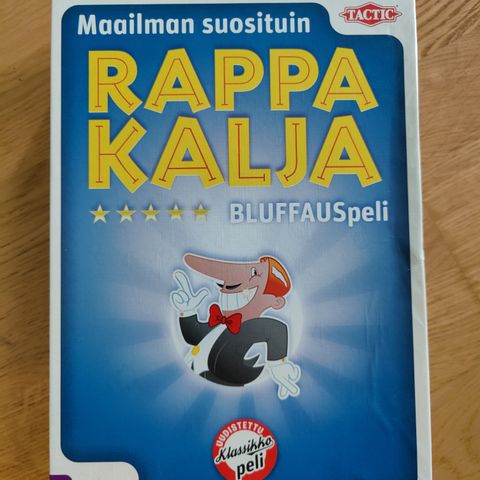 TACTIC
Maailman suosituin
RAPPA
KALJA
BLUFFAUSpeli
UUDISTETTU
Klassikko
peli